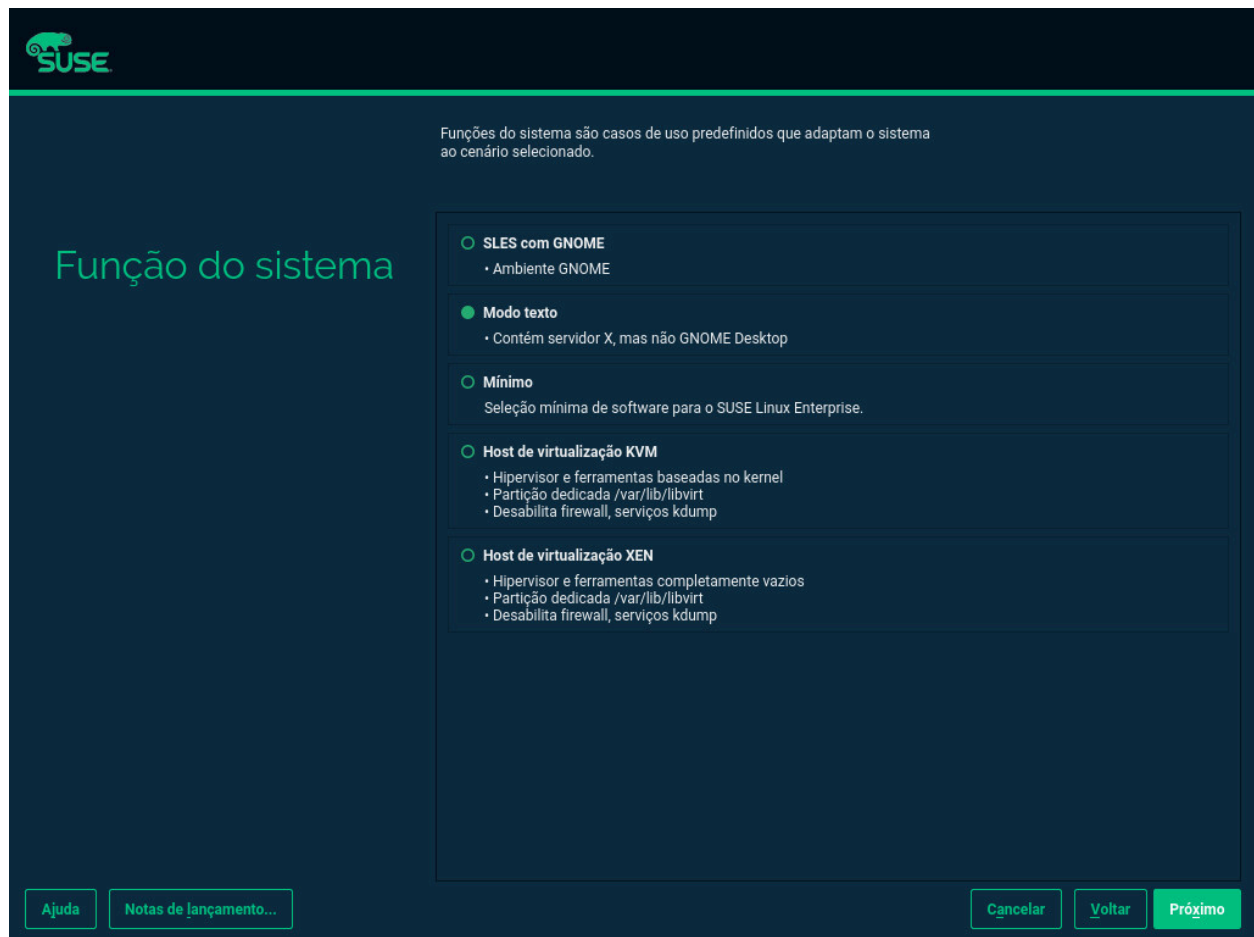 SUSE.
Funções do sistema são casos de uso predefinidos que adaptam o sistema
ao cenário selecionado.
Função do sistema
SLES com GNOME
• Ambiente GNOME
Modo texto
• Contém servidor X, mas não GNOME Desktop
Mínimo
Seleção mínima de software para o SUSE Linux Enterprise.
Host de virtualização KVM
• Hipervisor e ferramentas baseadas no kernel
• Partição dedicada /var/lib/libvirt
• Desabilita firewall, serviços kdump
Host de virtualização XEN
• Hipervisor e ferramentas completamente vazios
• Partição dedicada /var/lib/libvirt
• Desabilita firewall, serviços kdump
Ajuda
Notas de lançamento...
Cancelar
Voltar
Próximo